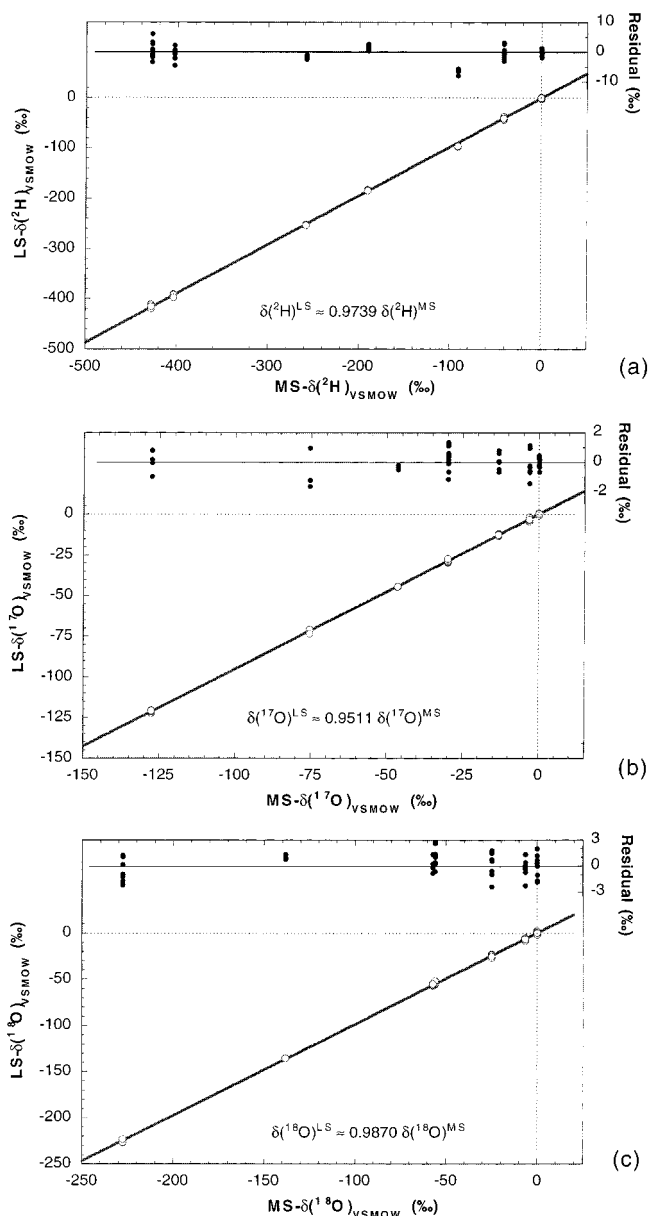 10
0
-10
Residual (‰)
0
-100
-200
-300
-400
-500
LS-δ(²H)VSMOW (‰)
δ(²H)ᴸˢ ≈ 0.9739 δ(²H)ᴹˢ
-500 -400 -300 -200 -100 0
MS-δ(²H)VSMOW (‰)
(a)
2
0
-2
Residual (‰)
0
-25
-50
-75
-100
-125
-150
LS-δ(¹⁷O)VSMOW (‰)
δ(¹⁷O)ᴸˢ ≈ 0.9511 δ(¹⁷O)ᴹˢ
-150 -125 -100 -75 -50 -25 0
MS-δ(¹⁷O)VSMOW (‰)
(b)
3
0
-3
Residual (‰)
0
-50
-100
-150
-200
-250
LS-δ(¹⁸O)VSMOW (‰)
δ(¹⁸O)ᴸˢ ≈ 0.9870 δ(¹⁸O)ᴹˢ
-250 -200 -150 -100 -50 0
MS-δ(¹⁸O)VSMOW (‰)
(c)